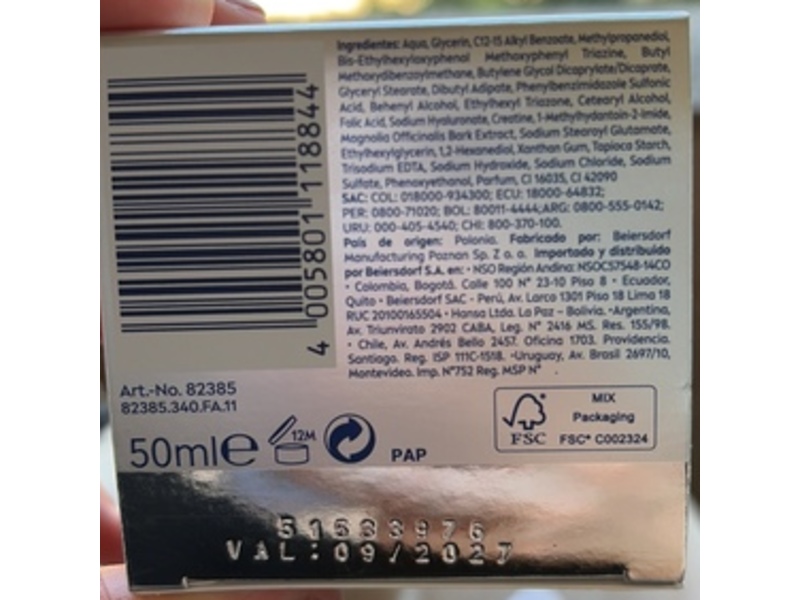 Ingredientes: Aqua, Glycerin, C12-15 Alkyl Benzoate, Methylpropanediol,
Bis-Ethylhexyloxyphenol Methoxyphenyl Triazine, Butyl
Methoxydibenzoylmethane, Butylene Glycol Dicaprylate/Dicaprate,
Glyceryl Stearate, Dibutyl Adipate, Phenylbenzimidazole Sulfonic
Acid, Behenyl Alcohol, Ethylhexyl Triazone, Cetearyl Alcohol,
Folic Acid, Sodium Hyaluronate, Creatine, 1-Methylhydantoin-2-Imide,
Magnolia Officinalis Bark Extract, Sodium Stearoyl Glutamate,
Ethylhexylglycerin, 1,2-Hexanediol, Xanthan Gum, Tapioca Starch,
Trisodium EDTA, Sodium Hydroxide, Sodium Chloride, Sodium
Sulfate, Phenoxyethanol, Parfum, CI 16035, CI 42090
SAC: COL: 018000-934300; ECU: 18000-64832;
PER: 0800-71020; BOL: 80011-4444;ARG: 0800-555-0142;
URU: 000-405-4540; CHI: 800-370-100.
País de origen: Polonia. Fabricado por: Beiersdorf
Manufacturing Poznan Sp. Z o. o. Importado y distribuido
por Beiersdorf S.A. en: • NSO Región Andina: NSOC57548-14CO
• Colombia, Bogotá. Calle 100 N° 23-10 Piso 8 • Ecuador,
Quito • Beiersdorf SAC - Perú, Av. Larco 1301 Piso 18 Lima 18
RUC 20100165504 • Hansa Ltda. La Paz – Bolivia. •Argentina,
Av. Triunvirato 2902 CABA, Leg. N° 2416 MS. Res. 155/98.
• Chile, Av. Andrés Bello 2457. Oficina 1703. Providencia.
Santiago. Reg. ISP 111C-1518. •Uruguay, Av. Brasil 2697/10,
Montevideo. Imp. N°752 Reg. MSP N°
4 005801 118844
Art.-No. 82385
82385.340.FA.11
50ml℮ 12M PAP
FSC
MIX
Packaging
FSC® C002324
51533976
VAL:09/2027